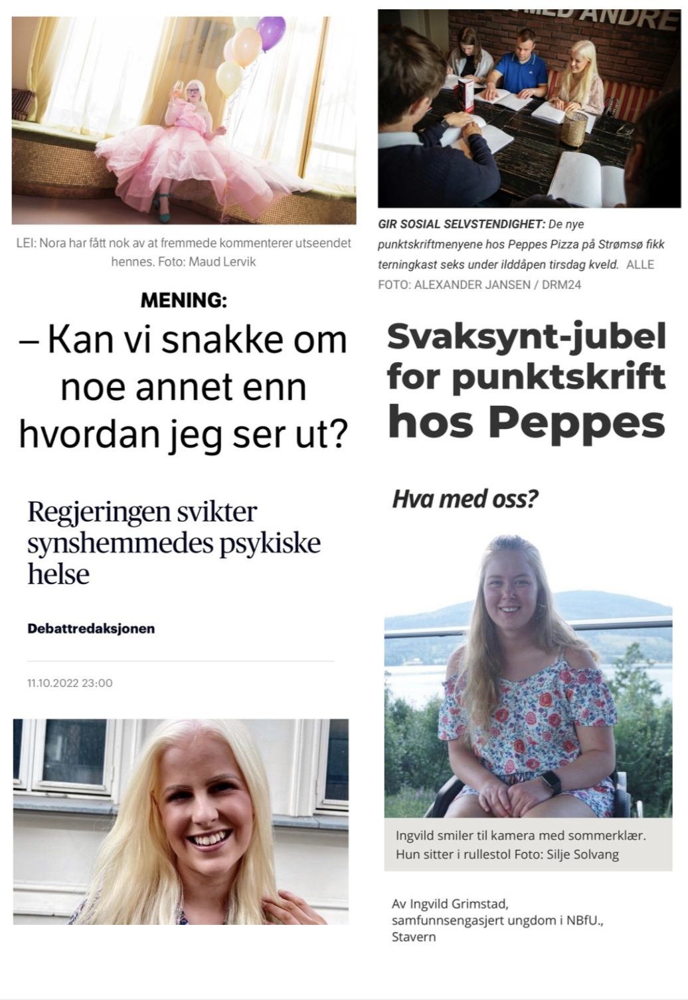 LEI: Nora har fått nok av at fremmede kommenterer utseendet
hennes. Foto: Maud Lervik
MENING:
– Kan vi snakke om
noe annet enn
hvordan jeg ser ut?
Regjeringen svikter
synshemmedes psykiske
helse
Debattredaksjonen
11.10.2022 23:00
MED ANDRE
GIR SOSIAL SELVSTENDIGHET: De nye
punktskriftmenyene hos Peppes Pizza på Strømsø fikk
terningkast seks under ilddåpen tirsdag kveld. ALLE
FOTO: ALEXANDER JANSEN / DRM24
Svaksynt-jubel
for punktskrift
hos Peppes
Hva med oss?
Ingvild smiler til kamera med sommerklær.
Hun sitter i rullestol Foto: Silje Solvang
Av Ingvild Grimstad,
samfunnsengasjert ungdom i NBfU.,
Stavern